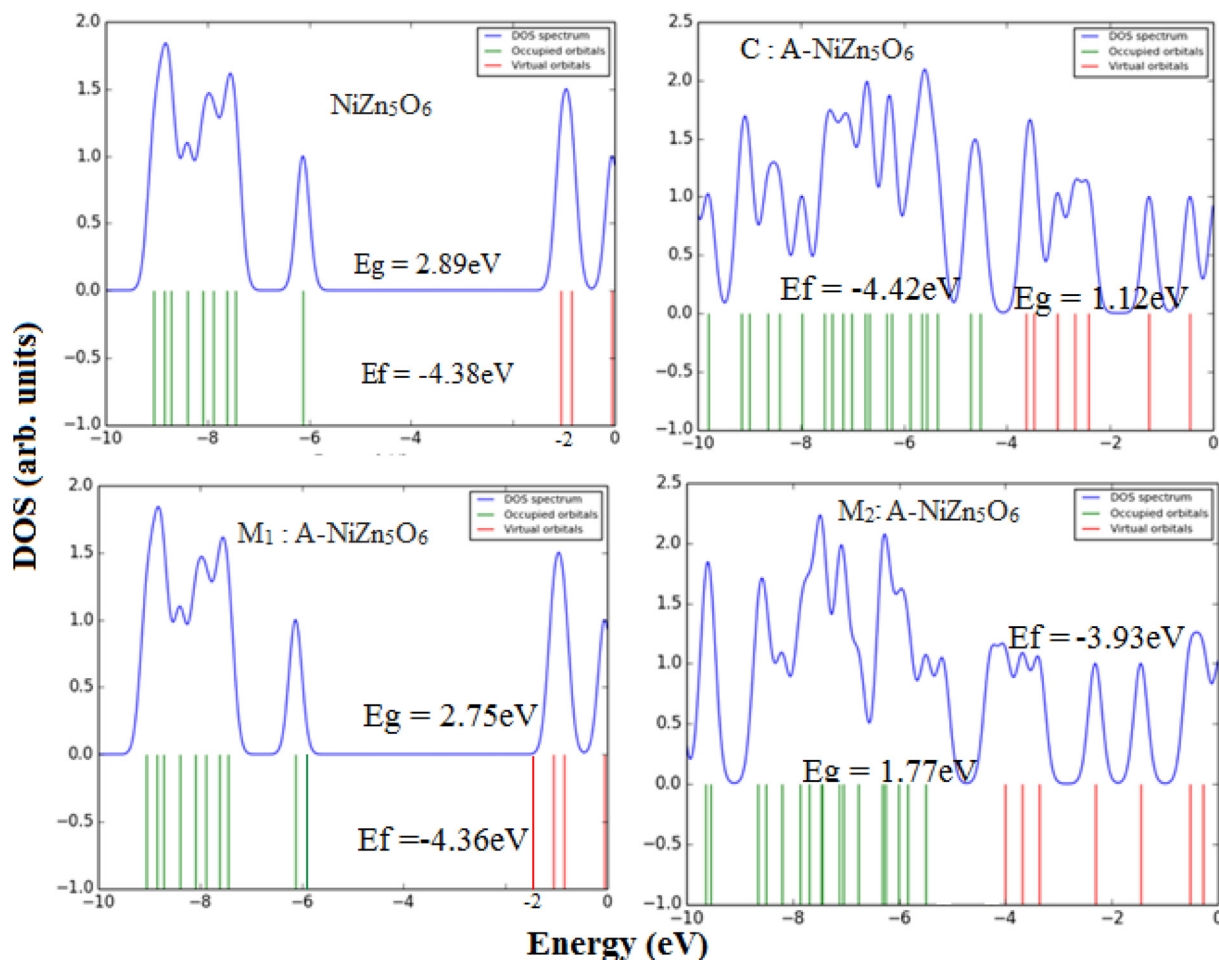 DOS (arb. units)
2.0
1.5
1.0
0.5
0.0
−0.5
−1.0
DOS spectrum
Occupied orbitals
Virtual orbitals
NiZn5O6
Eg = 2.89eV
Ef = -4.38eV
−10 −8 −6 −4 -2 0
2.5
2.0
1.5
1.0
0.5
0.0
−0.5
−1.0
DOS spectrum
Occupied orbitals
Virtual orbitals
C : A-NiZn5O6
Ef = -4.42eV
Eg = 1.12eV
−10 −8 −6 −4 −2 0
2.0
1.5
1.0
0.5
0.0
−0.5
−1.0
DOS spectrum
Occupied orbitals
Virtual orbitals
M1 : A-NiZn5O6
Eg = 2.75eV
Ef =-4.36eV
−10 −8 −6 −4 -2 0
2.5
2.0
1.5
1.0
0.5
0.0
−0.5
−1.0
DOS spectrum
Occupied orbitals
Virtual orbitals
M2: A-NiZn5O6
Ef = -3.93eV
Eg = 1.77eV
−10 −8 −6 −4 −2 0
Energy (eV)